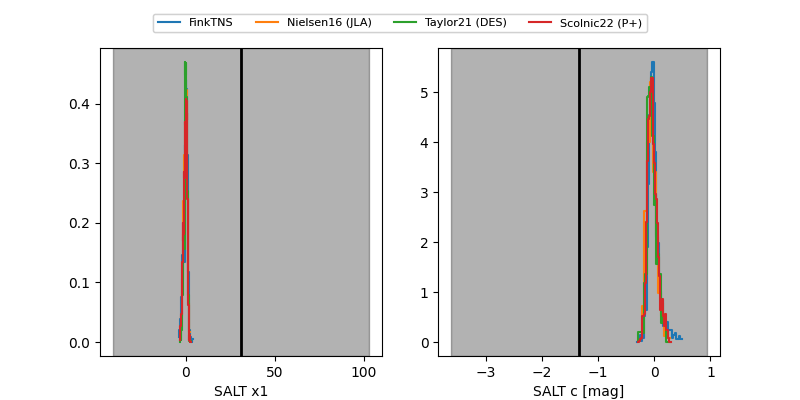 FinkTNS Nielsen16 (JLA) Taylor21 (DES) Scolnic22 (P+)
0.4
0.3
0.2
0.1
0.0
0 50 100
SALT x1
5
4
3
2
1
0
−3 −2 −1 0 1
SALT c [mag]